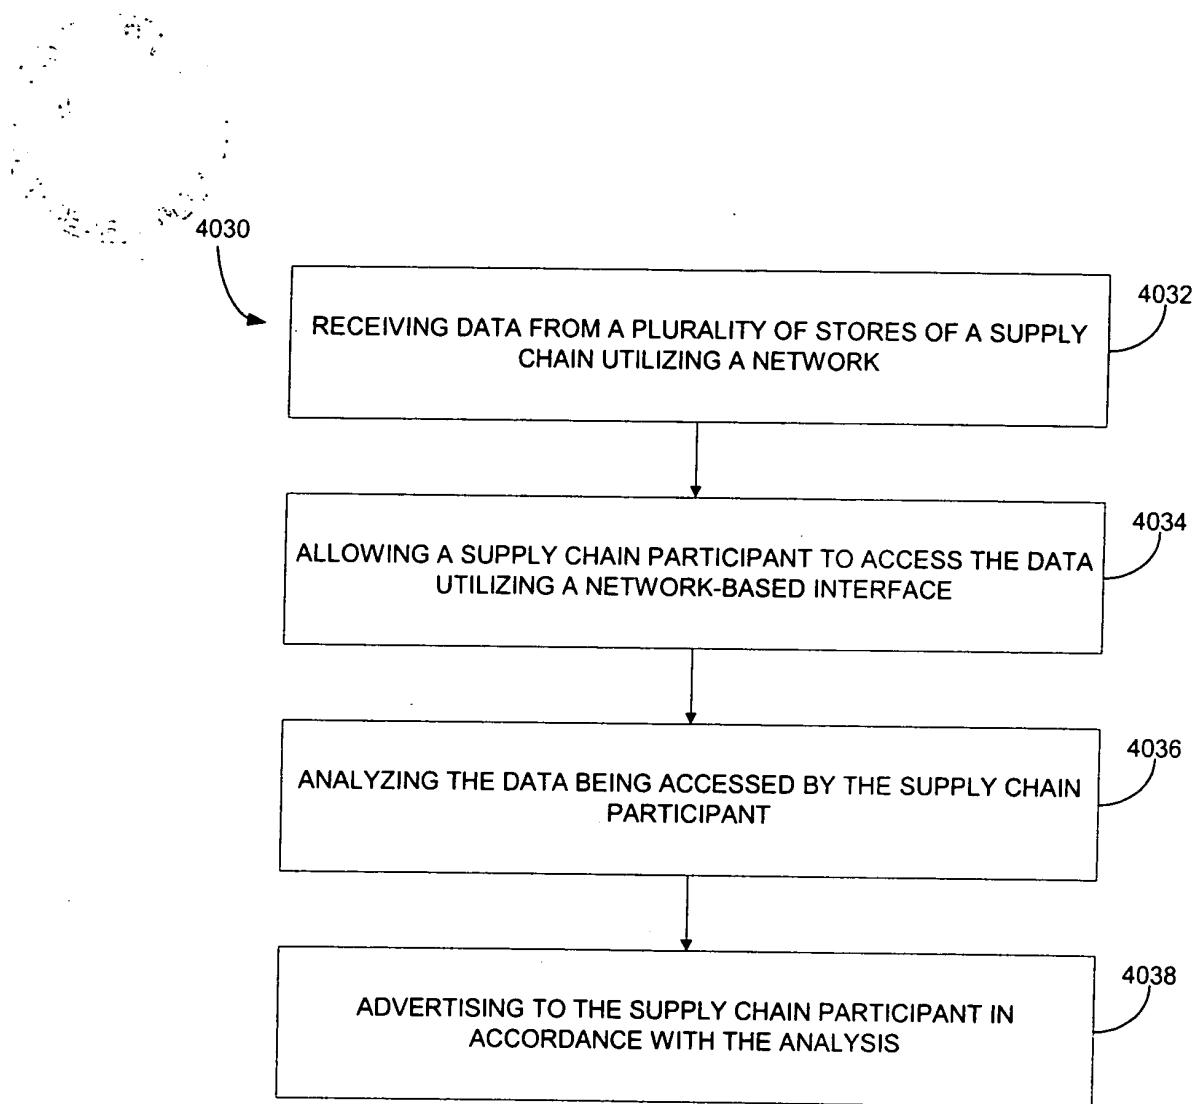 4030
RECEIVING DATA FROM A PLURALITY OF STORES OF A SUPPLY
CHAIN UTILIZING A NETWORK
4032
ALLOWING A SUPPLY CHAIN PARTICIPANT TO ACCESS THE DATA
UTILIZING A NETWORK-BASED INTERFACE
4034
ANALYZING THE DATA BEING ACCESSED BY THE SUPPLY CHAIN
PARTICIPANT
4036
ADVERTISING TO THE SUPPLY CHAIN PARTICIPANT IN
ACCORDANCE WITH THE ANALYSIS
4038